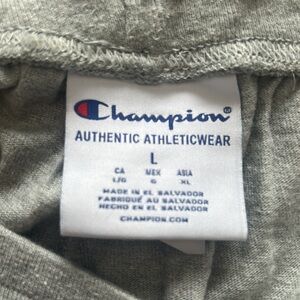 Champion®
AUTHENTIC ATHLETICWEAR
L
CA MEX ASIA
L/G G XL
MADE IN EL SALVADOR
FABRIQUÉ AU SALVADOR
HECHO EN EL SALVADOR
CHAMPION.COM